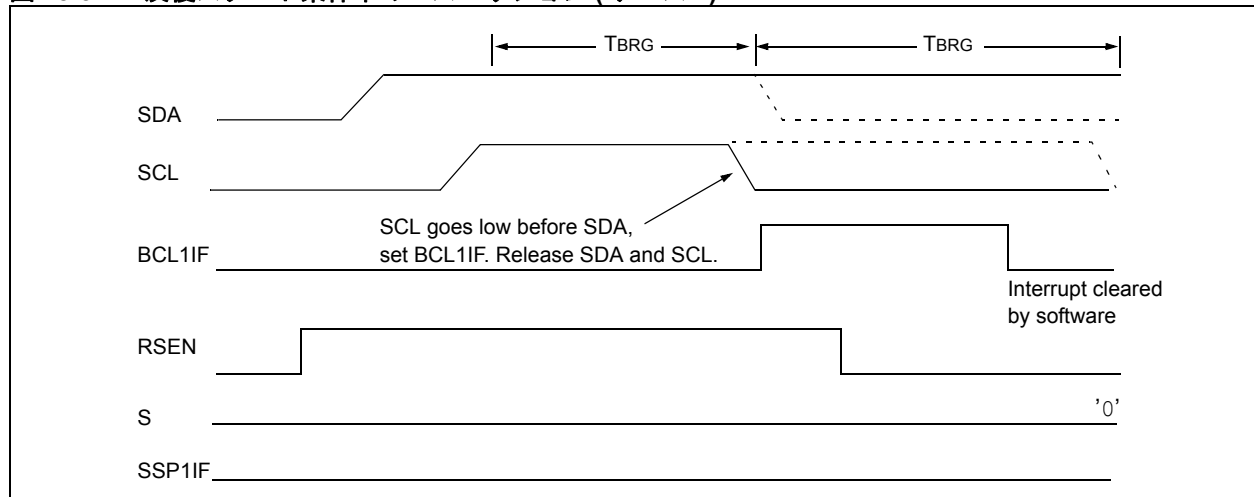 TBRG TBRG
SDA
SCL
SCL goes low before SDA,
set BCL1IF. Release SDA and SCL.
BCL1IF
Interrupt cleared
by software
RSEN
S
'0'
SSP1IF